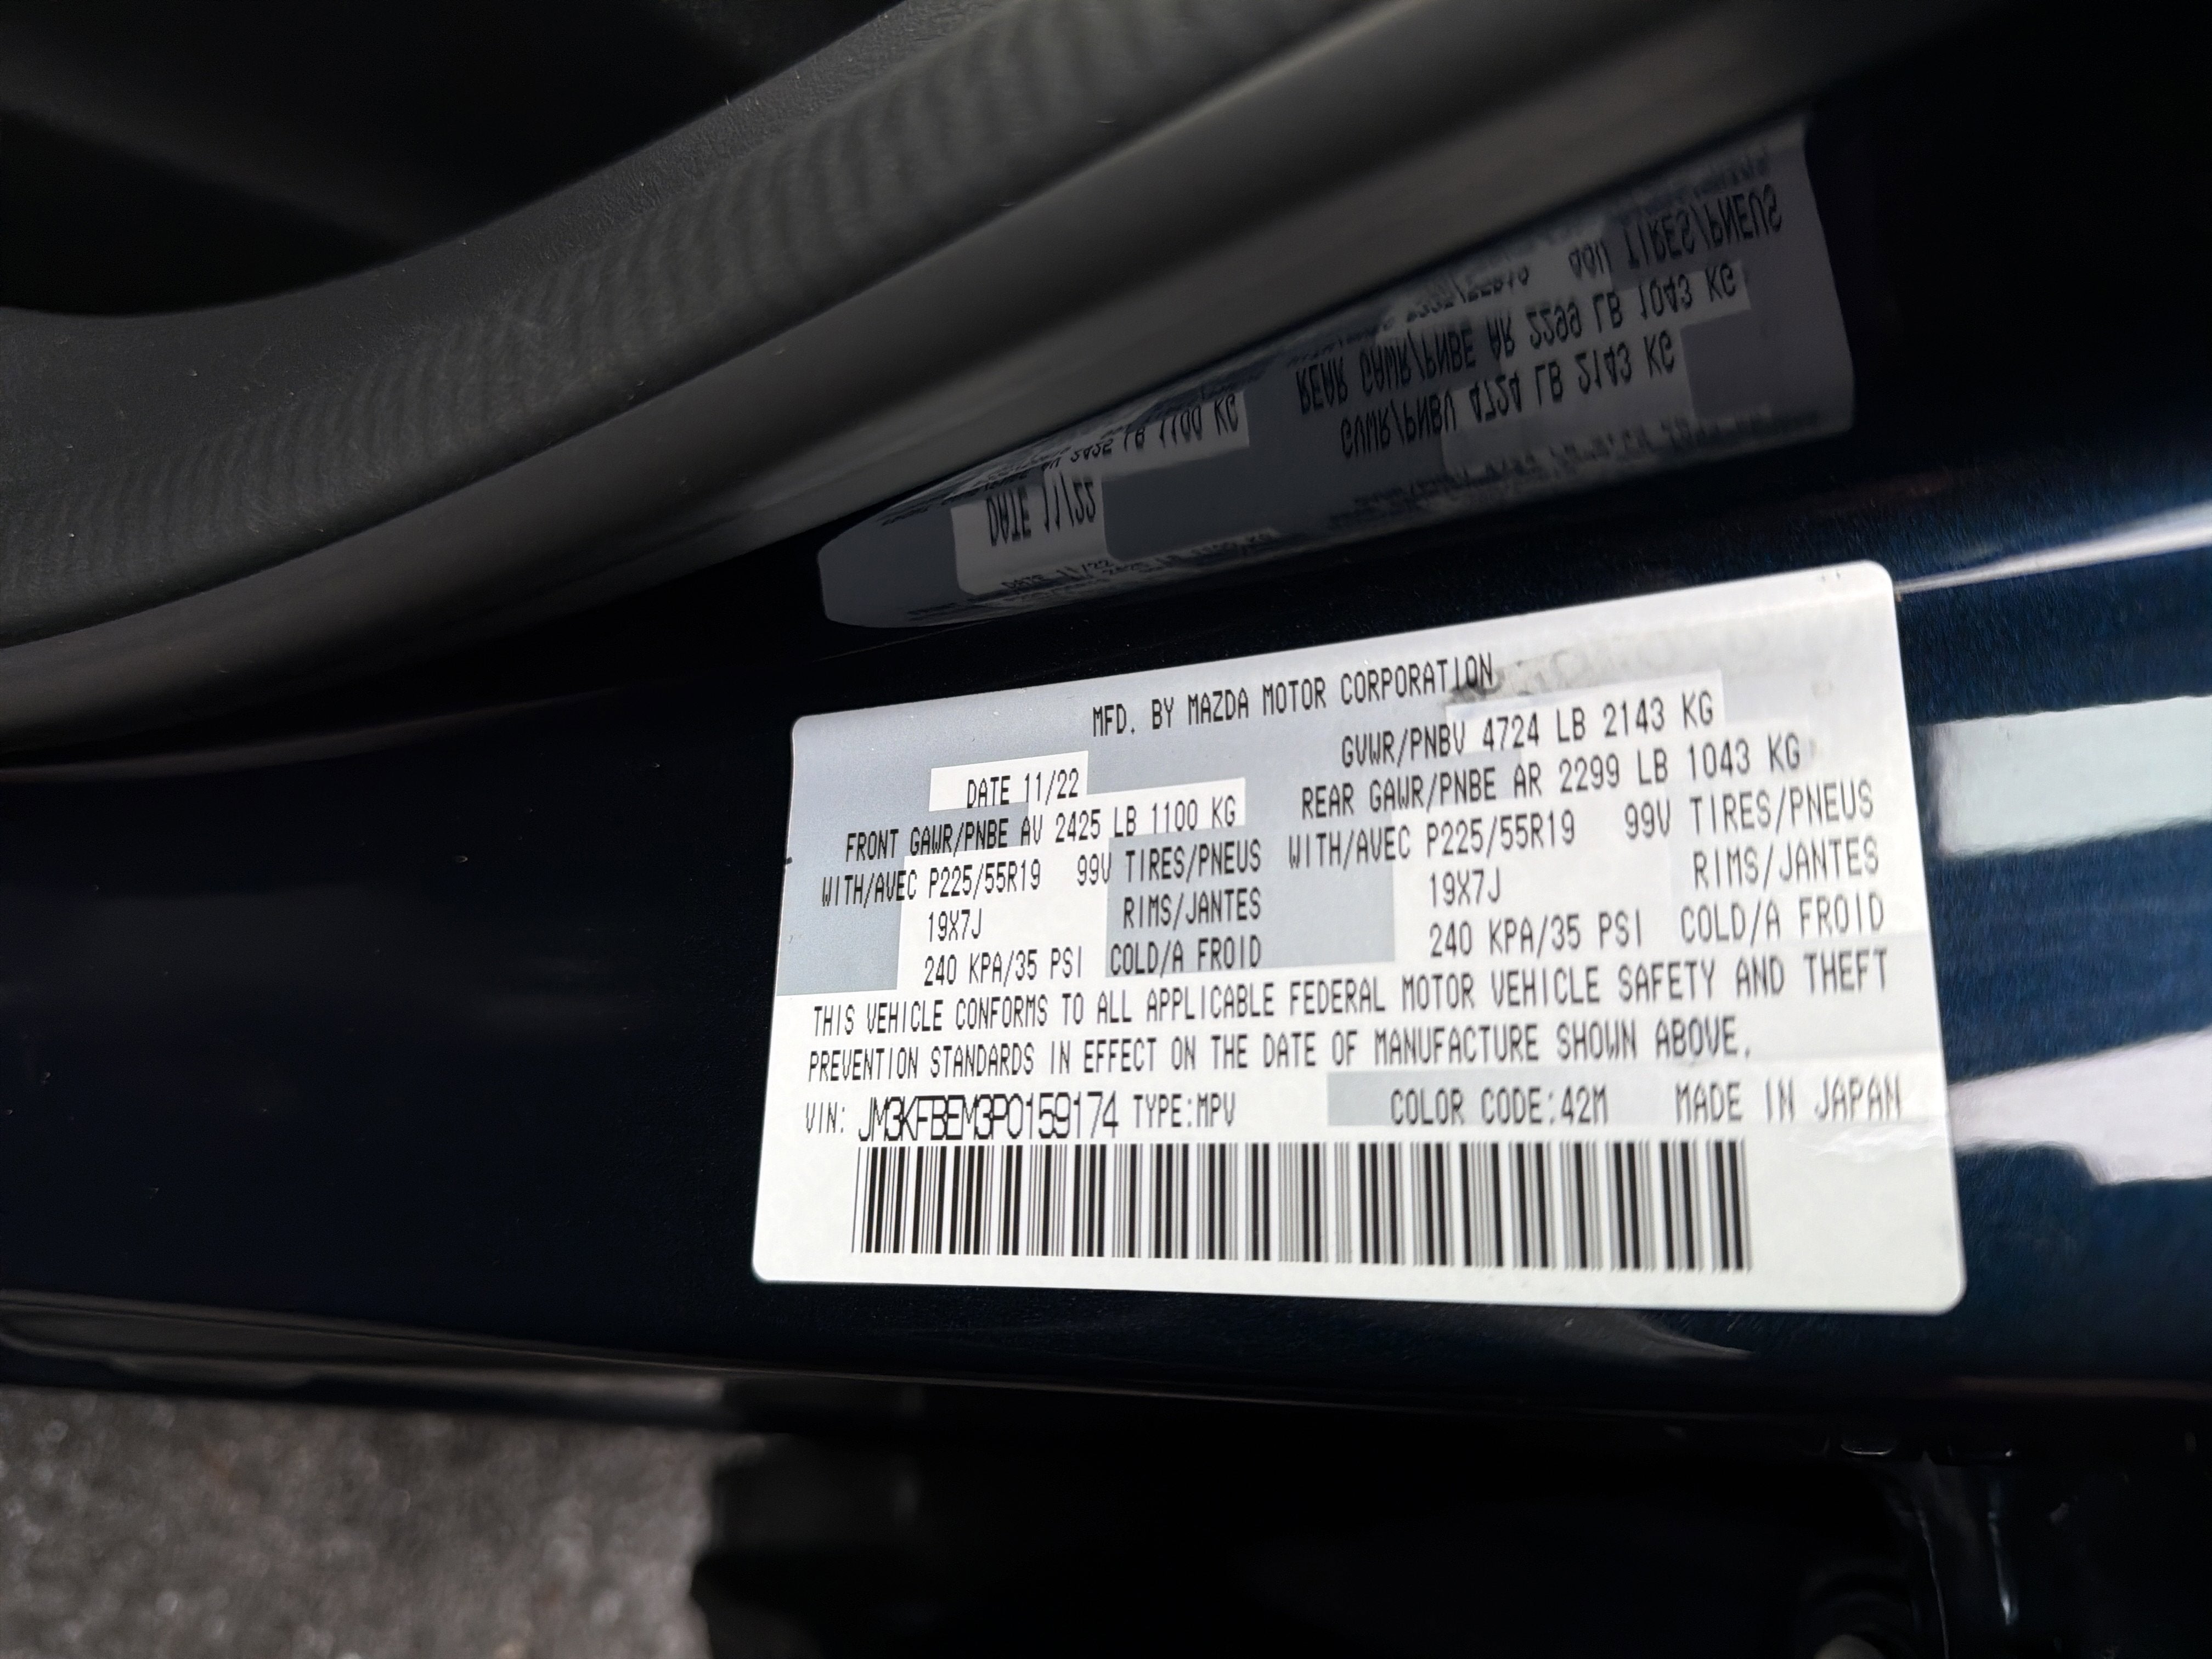 MFD. BY MAZDA MOTOR CORPORATION
DATE 11/22
GVWR/PNBV 4724 LB 2143 KG
FRONT GAWR/PNBE AV 2425 LB 1100 KG
REAR GAWR/PNBE AR 2299 LB 1043 KG
WITH/AVEC P225/55R19 99V TIRES/PNEUS
WITH/AVEC P225/55R19 99V TIRES/PNEUS
19X7J RIMS/JANTES
19X7J RIMS/JANTES
240 KPA/35 PSI COLD/A FROID
240 KPA/35 PSI COLD/A FROID
THIS VEHICLE CONFORMS TO ALL APPLICABLE FEDERAL MOTOR VEHICLE SAFETY AND THEFT
PREVENTION STANDARDS IN EFFECT ON THE DATE OF MANUFACTURE SHOWN ABOVE.
VIN: JM3KFBEM3P0159174 TYPE:MPV COLOR CODE:42M MADE IN JAPAN